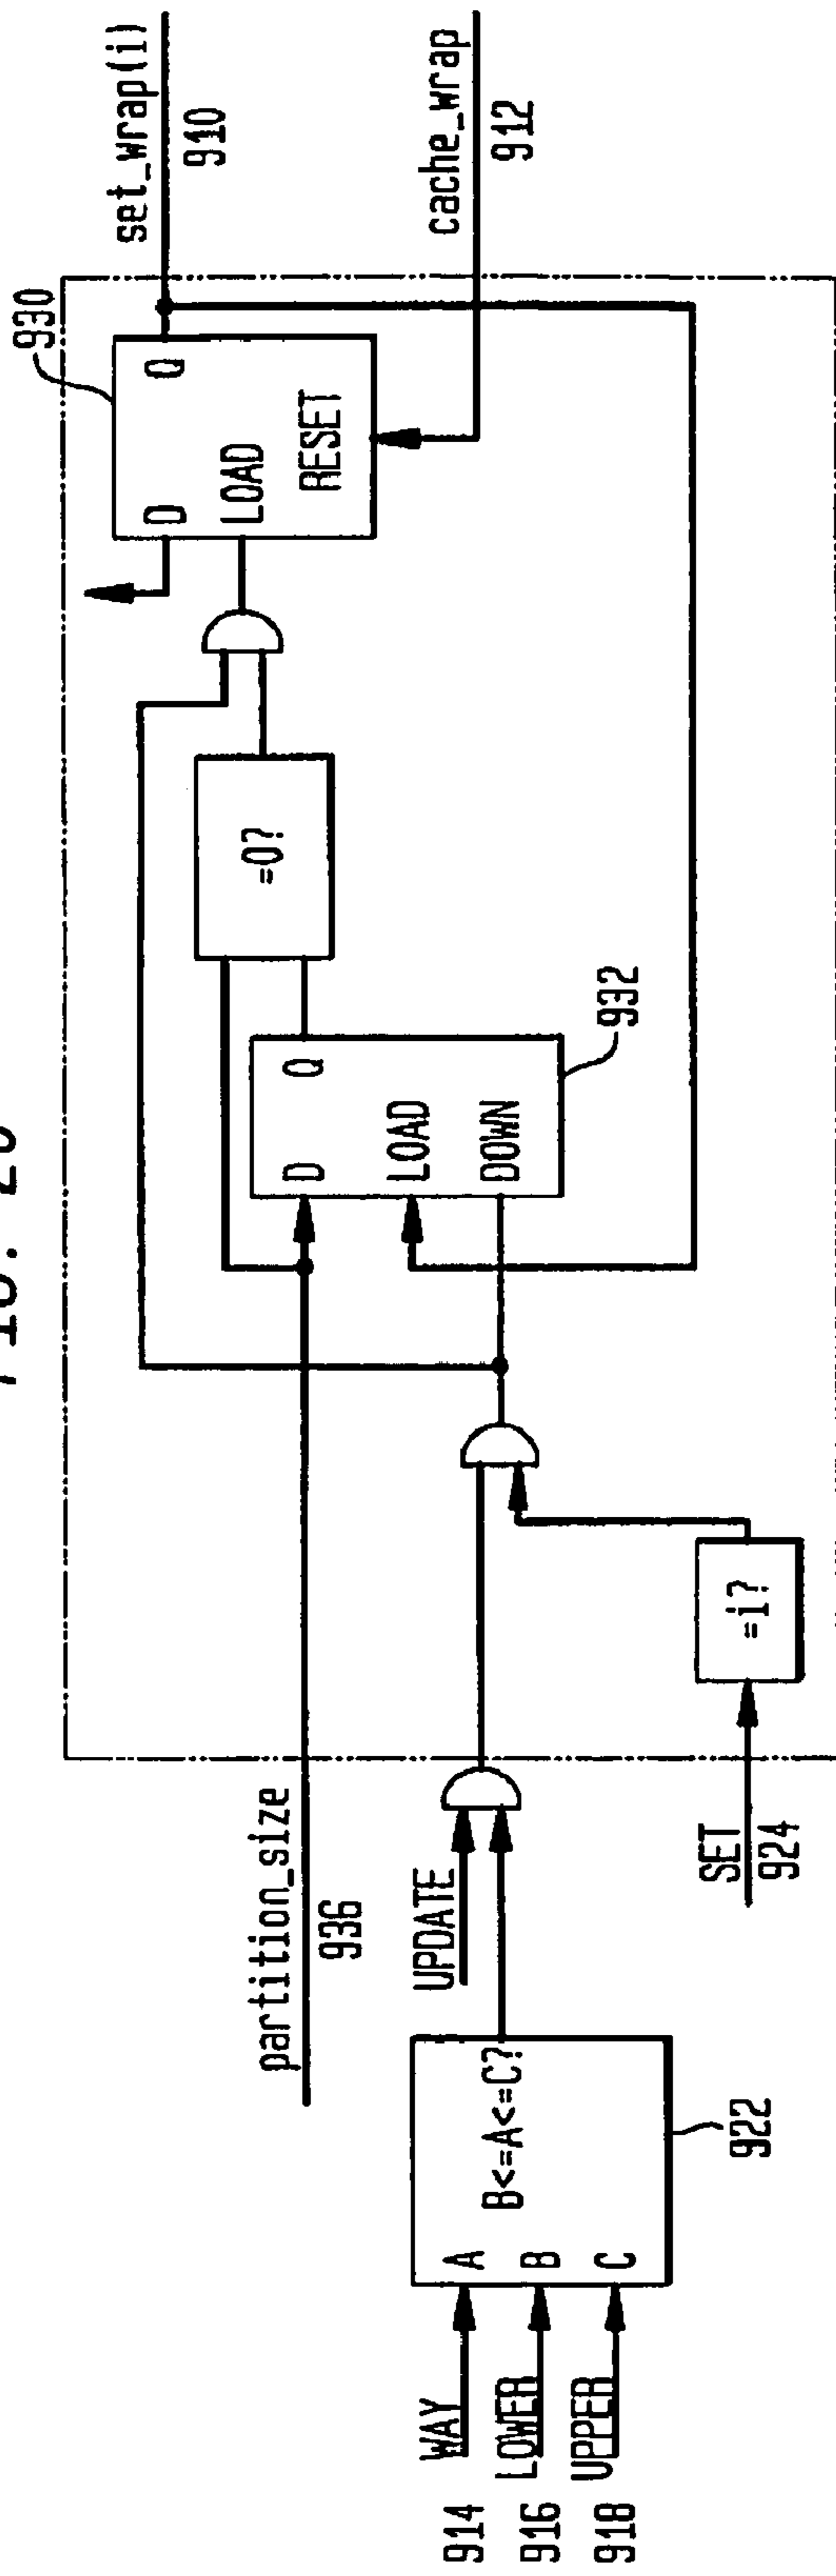 set_wrap(i)
910
cache_wrap
912
930
D
Q
LOAD
RESET
=0?
D
Q
LOAD
DOWN
932
partition_size
936
UPDATE
=i?
SET
924
B<=A<=C?
A
B
C
922
WAY
914
LOWER
916
UPPER
918